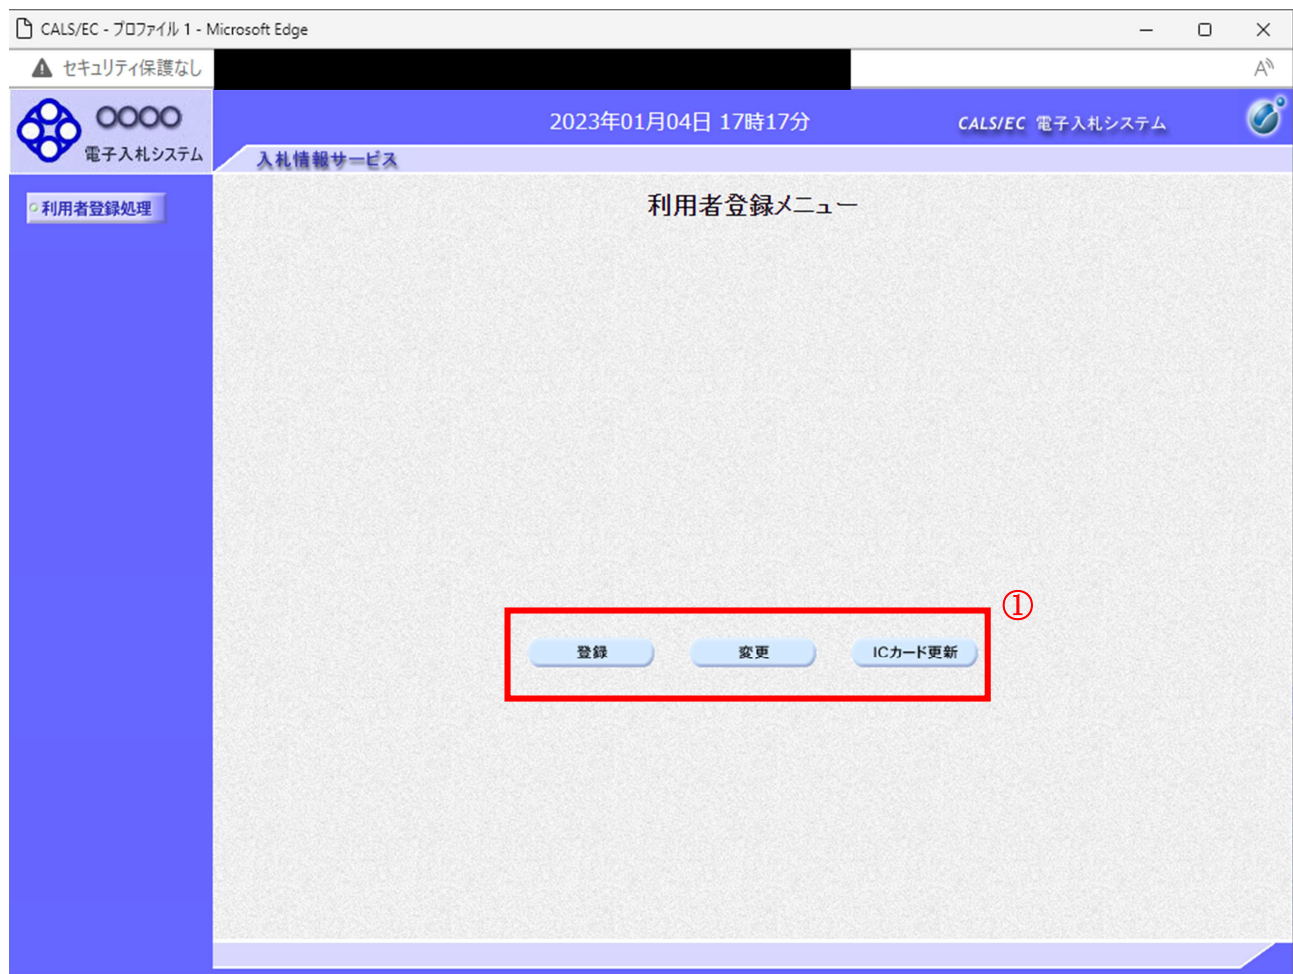 CALS/EC - プロファイル 1 - Microsoft Edge
セキュリティ保護なし
〇〇〇〇
電子入札システム
2023年01月04日 17時17分
CALS/EC 電子入札システム
入札情報サービス
利用者登録処理
利用者登録メニュー
①
登録 変更 ICカード更新